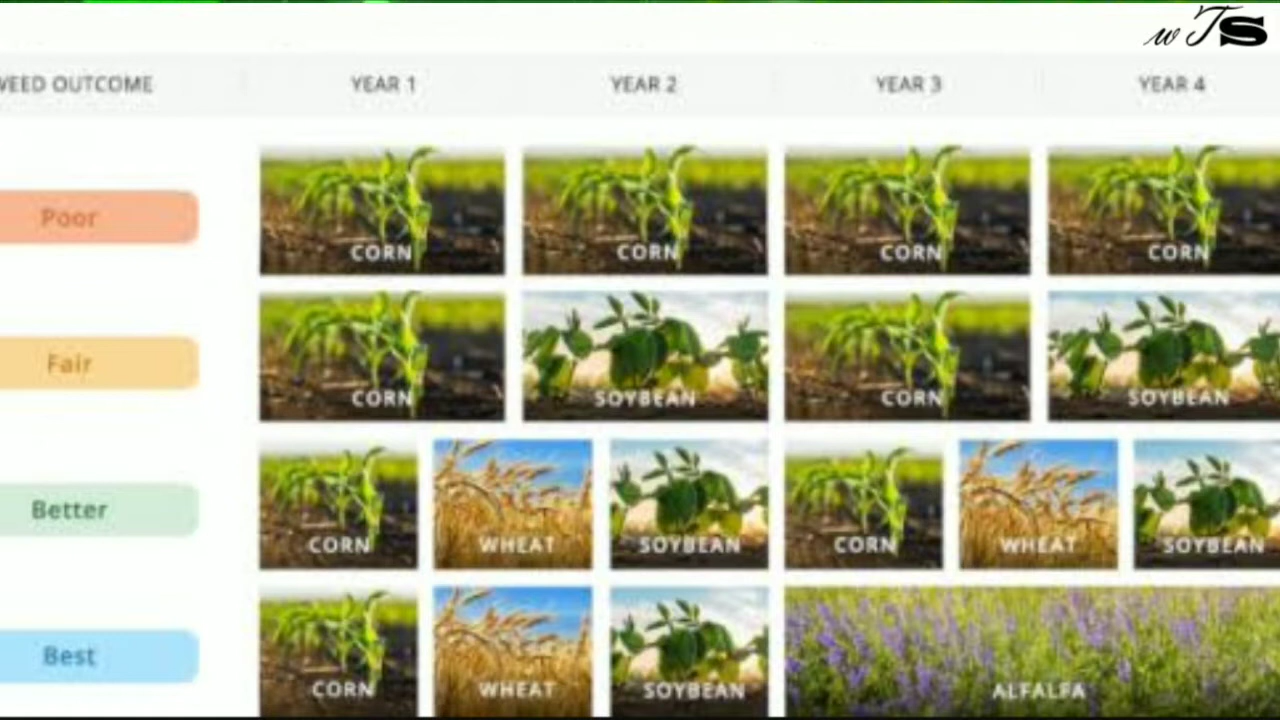 wTS
WEED OUTCOME YEAR 1 YEAR 2 YEAR 3 YEAR 4
Poor CORN CORN CORN CORN
Fair CORN SOYBEAN CORN SOYBEAN
Better CORN WHEAT SOYBEAN CORN WHEAT SOYBEAN
Best CORN WHEAT SOYBEAN ALFALFA